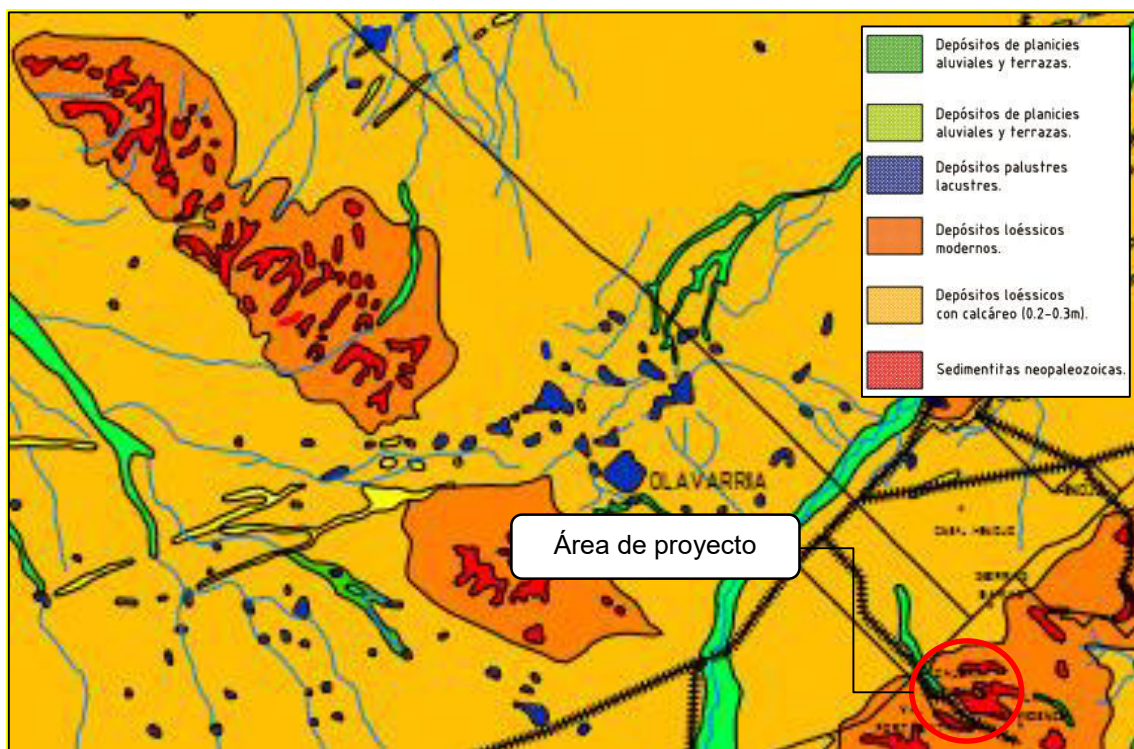 Depósitos de planicies
aluviales y terrazas.
Depósitos de planicies
aluviales y terrazas.
Depósitos palustres
lacustres.
Depósitos loéssicos
modernos.
Depósitos loéssicos
con calcáreo (0.2-0.3m).
Sedimentitas neopaleozoicas.
OLAVARRIA
Área de proyecto